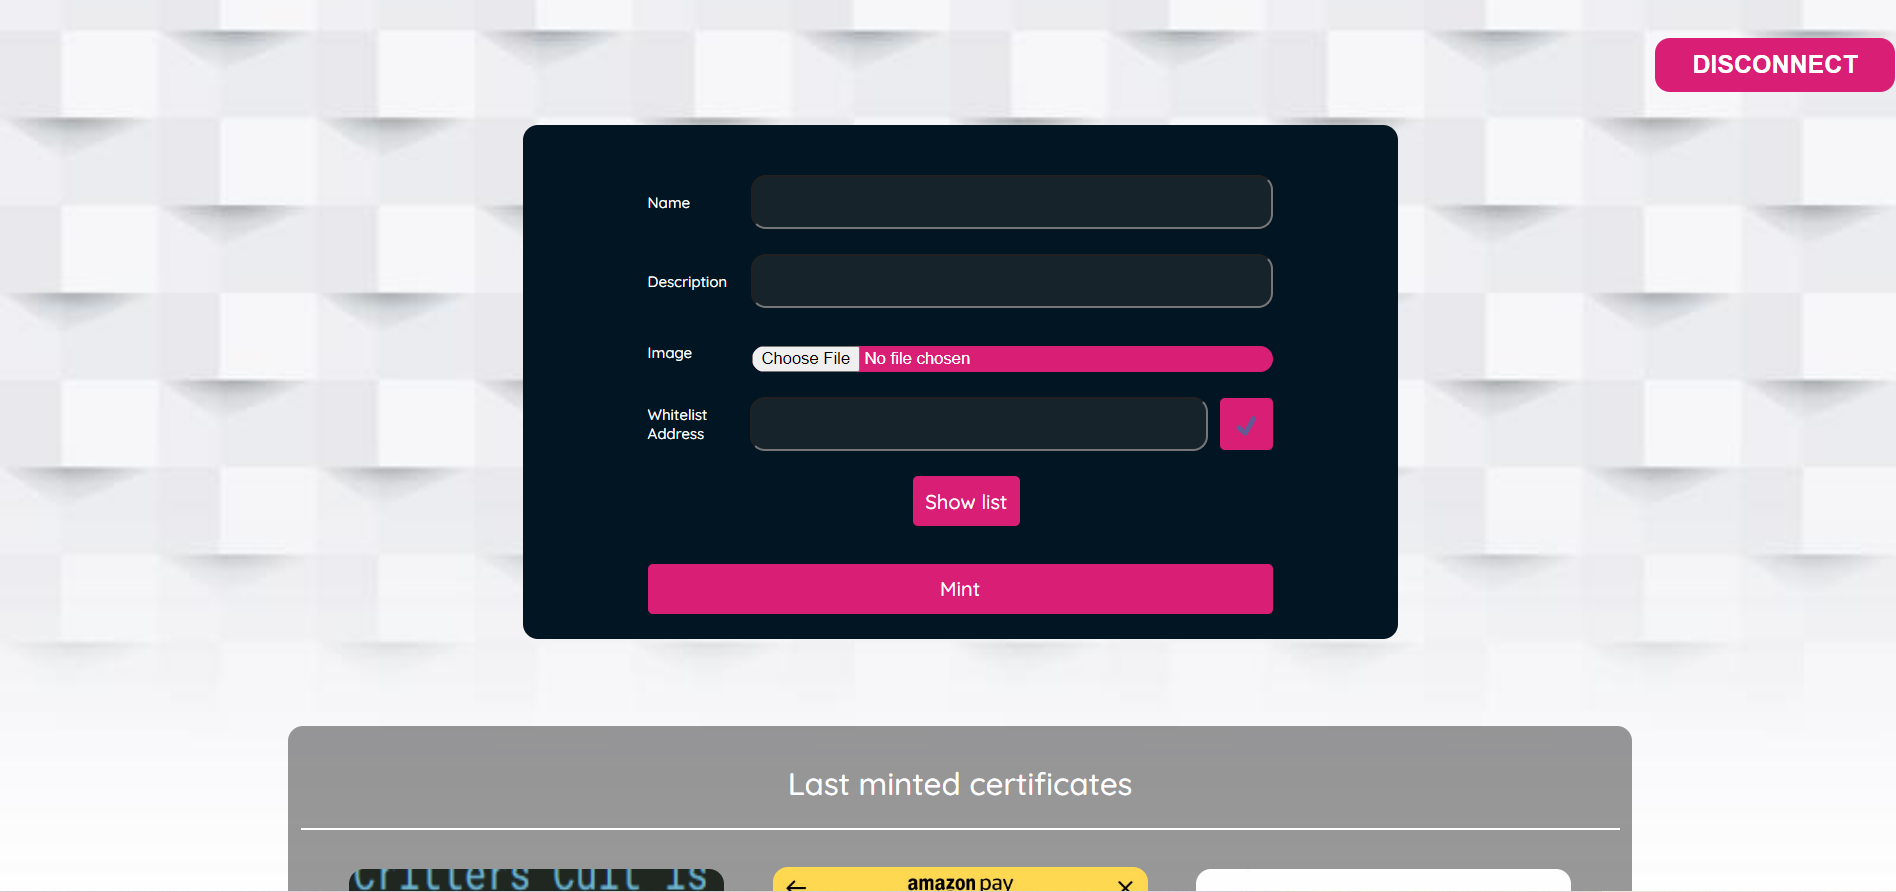 DISCONNECT
Name
Description
Image
Choose File No file chosen
Whitelist
Address
Show list
Mint
Last minted certificates
Critters Cult is
amazon pay